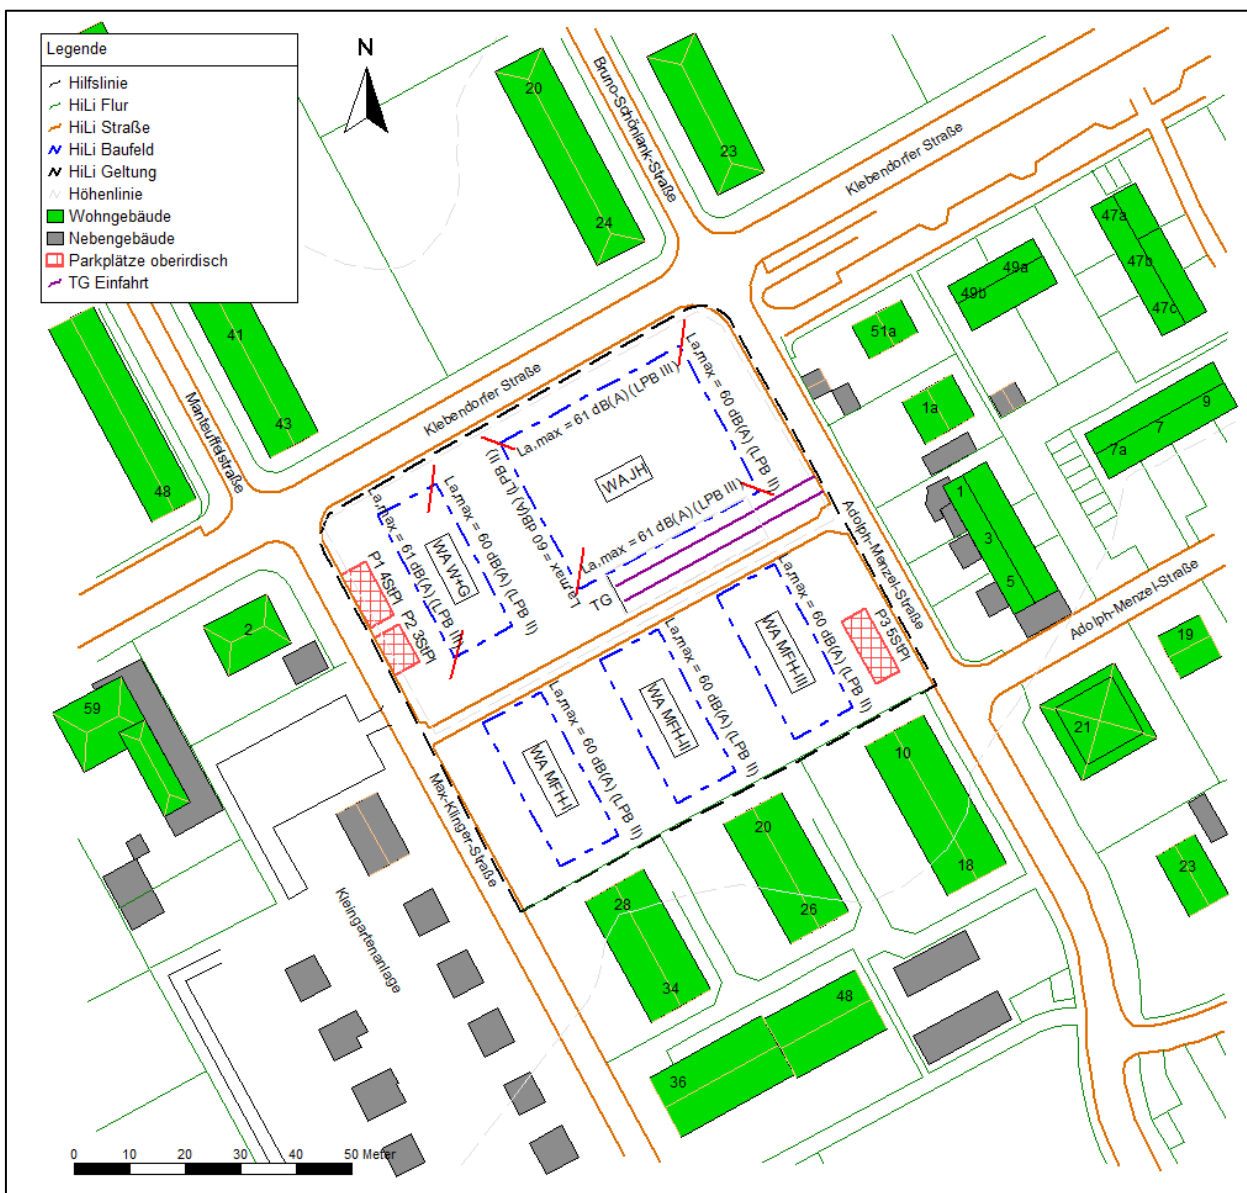 Legende
Hilfslinie
HiLi Flur
HiLi Straße
HiLi Baufeld
HiLi Geltung
Höhenlinie
Wohngebäude
Nebengebäude
Parkplätze oberirdisch
TG Einfahrt
N
20
24
Bruno-Schönlank-Straße
23
Klebendorfer Straße
47a
47b
47c
49a
49b
51a
1a
9
7
7a
1
3
5
41
43
48
Manteuffelstraße
Klebendorfer Straße
La,max = 61 dB(A) (LPB III)
La,max = 60 dB(A) (LPB II)
La,max = 60 dB(A) (LPB II)
La,max = 61 dB(A) (LPB III)
WA JH
La,max = 61 dB(A) (LPB III)
La,max = 60 dB(A) (LPB II)
WA W+G
P1 4StPl
P2 3StPl
TG
Adolph-Menzel-Straße
Adolph-Menzel-Straße
P3 5StPl
La,max = 60 dB(A) (LPB II)
WA MFH-III
La,max = 60 dB(A) (LPB II)
WA MFH-II
La,max = 60 dB(A) (LPB II)
WA MFH-I
Max-Klinger-Straße
Kleingartenanlage
2
59
19
21
23
10
18
20
26
28
34
48
36
0 10 20 30 40 50 Meter